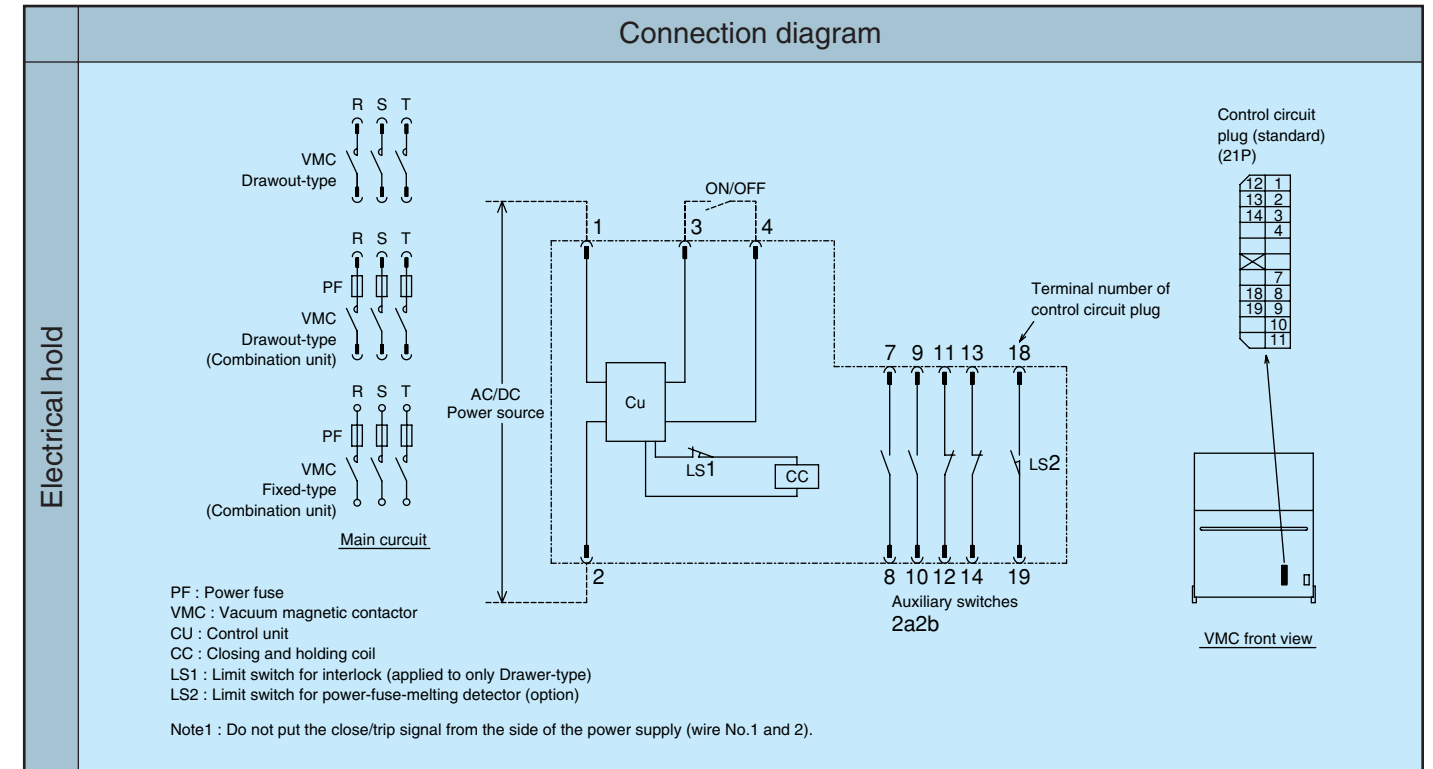 Connection diagram
Electrical hold
R S T
VMC
Drawout-type
R S T
PF
VMC
Drawout-type
(Combination unit)
R S T
PF
VMC
Fixed-type
(Combination unit)
Main curcuit
AC/DC
Power source
ON/OFF
1 3 4
Cu
LS1
CC
2
7 9 11 13 18
LS2
8 10 12 14 19
Auxiliary switches
2a2b
Terminal number of
control circuit plug
Control circuit
plug (standard)
(21P)
12 1
13 2
14 3
4
7
18 8
19 9
10
11
VMC front view
PF : Power fuse
VMC : Vacuum magnetic contactor
CU : Control unit
CC : Closing and holding coil
LS1 : Limit switch for interlock (applied to only Drawer-type)
LS2 : Limit switch for power-fuse-melting detector (option)
Note1 : Do not put the close/trip signal from the side of the power supply (wire No.1 and 2).